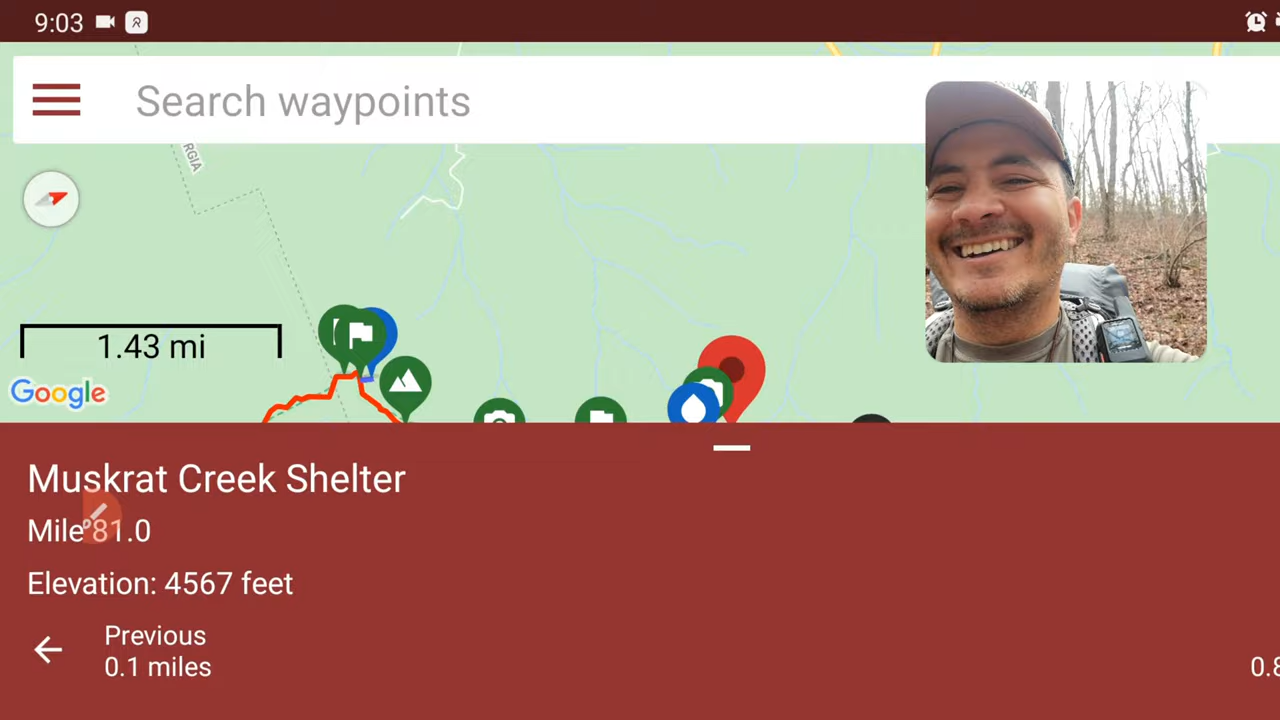 9:03
Search waypoints
RGIA
1.43 mi
Google
Muskrat Creek Shelter
Mile 81.0
Elevation: 4567 feet
Previous
0.1 miles
0.8